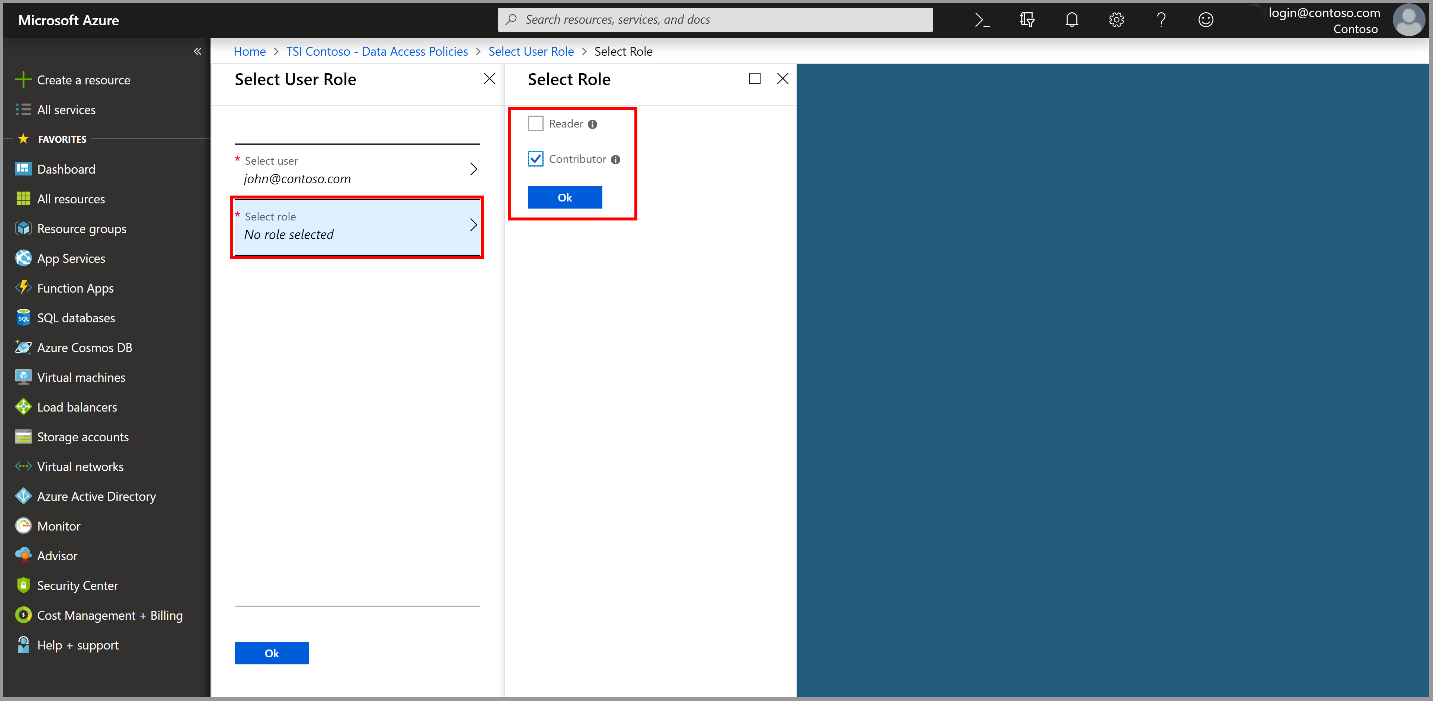 Microsoft Azure
Search resources, services, and docs
login@contoso.com
Contoso
Home > TSI Contoso - Data Access Policies > Select User Role > Select Role
Create a resource
All services
FAVORITES
Dashboard
All resources
Resource groups
App Services
Function Apps
SQL databases
Azure Cosmos DB
Virtual machines
Load balancers
Storage accounts
Virtual networks
Azure Active Directory
Monitor
Advisor
Security Center
Cost Management + Billing
Help + support
Select User Role
* Select user
john@contoso.com
* Select role
No role selected
Ok
Select Role
Reader
Contributor
Ok